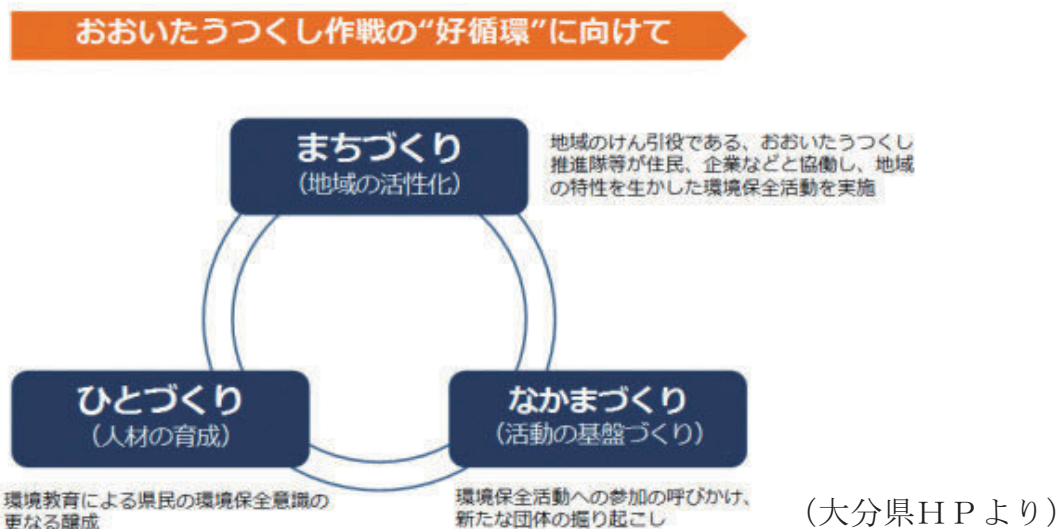 おおいたうつくし作戦の“好循環”に向けて
まちづくり
（地域の活性化）
地域のけん引役である、おおいたうつくし
推進隊等が住民、企業などと協働し、地域
の特性を生かした環境保全活動を実施
ひとづくり
（人材の育成）
環境教育による県民の環境保全意識の
更なる醸成
なかまづくり
（活動の基盤づくり）
環境保全活動への参加の呼びかけ、
新たな団体の掘り起こし
（大分県ＨＰより）